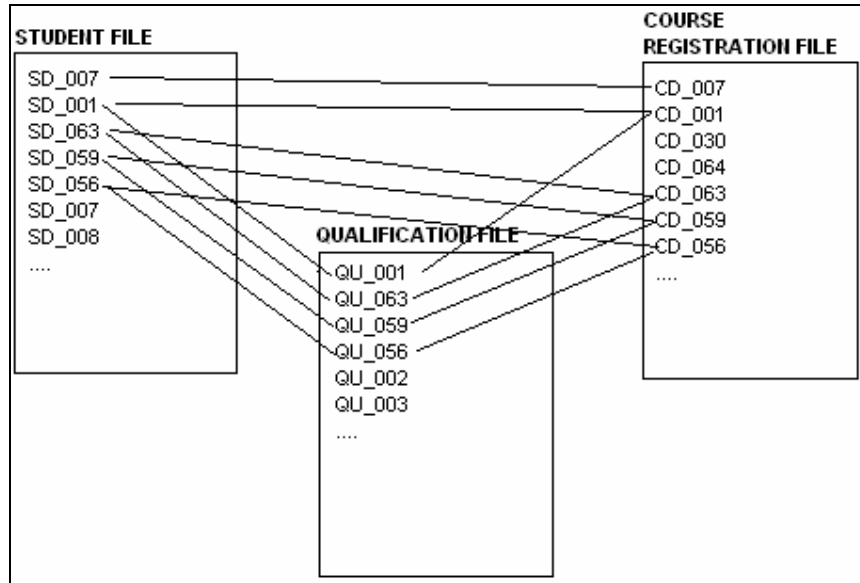 STUDENT FILE
SD_007
SD_001
SD_063
SD_059
SD_056
SD_007
SD_008
....
QUALIFICATION FILE
QU_001
QU_063
QU_059
QU_056
QU_002
QU_003
....
COURSE
REGISTRATION FILE
CD_007
CD_001
CD_030
CD_064
CD_063
CD_059
CD_056
....